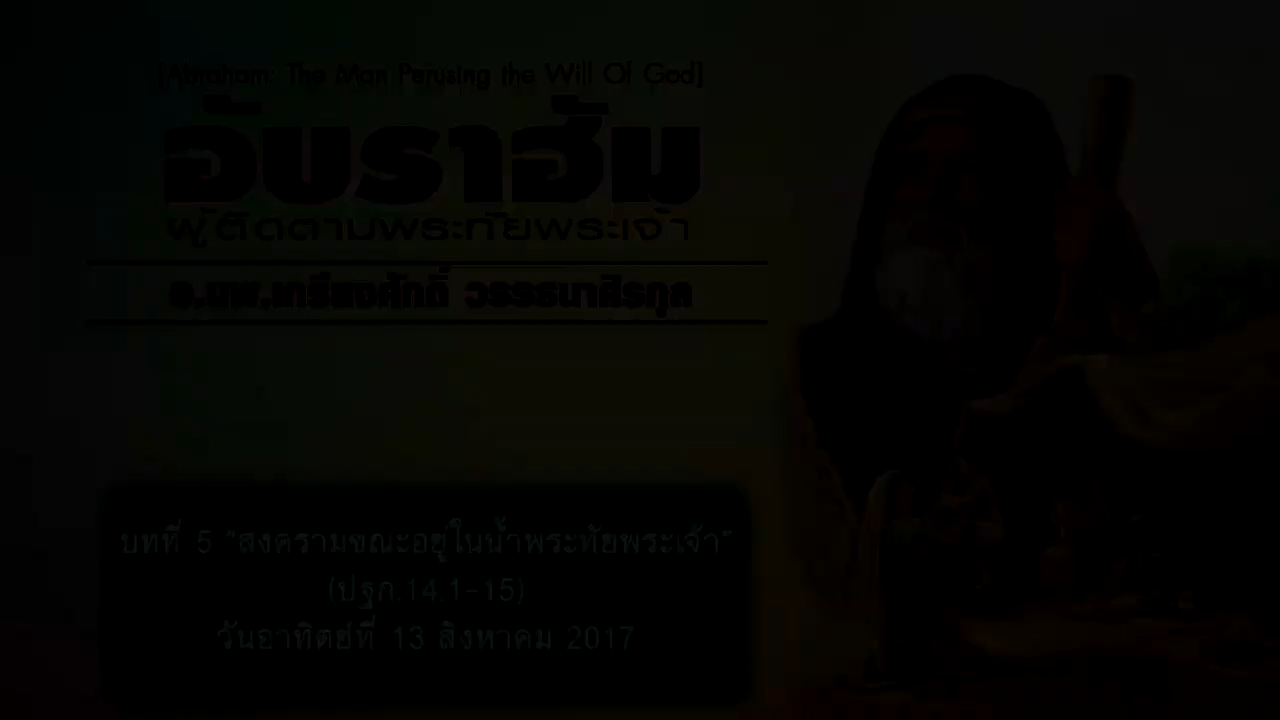 [Abraham: The Man Perusing the Will Of God]
อับราฮัม
ผู้ติดตามพระทัยพระเจ้า
อ.นพ.เกรียงศักดิ์ วรรธนาศิรกุล
บทที่ 5 "สงครามขณะอยู่ในน้ำพระทัยพระเจ้า"
(ปฐก.14.1-15)
วันอาทิตย์ที่ 13 สิงหาคม 2017